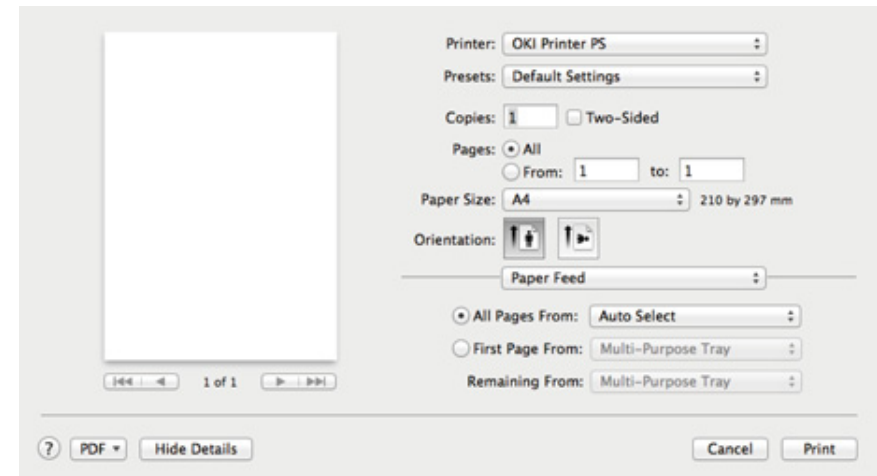 Printer: OKI Printer PS
Presets: Default Settings
Copies: 1 Two-Sided
Pages: All
From: 1 to: 1
Paper Size: A4 210 by 297 mm
Orientation:
Paper Feed
All Pages From: Auto Select
First Page From: Multi-Purpose Tray
Remaining From: Multi-Purpose Tray
1 of 1
? PDF Hide Details Cancel Print